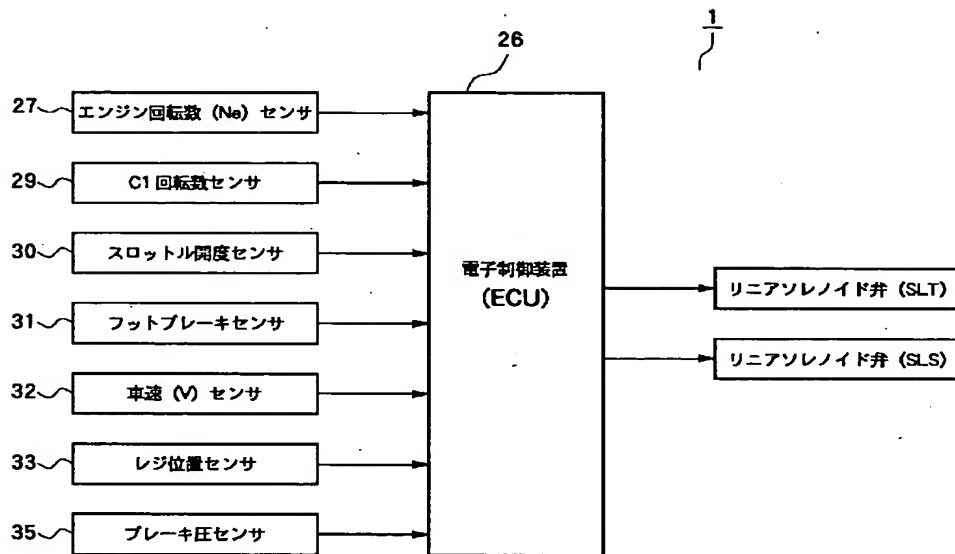 1
26
27 エンジン回転数 (Ne) センサ
29 C1回転数センサ
30 スロットル開度センサ
31 フットブレーキセンサ
32 車速 (V) センサ
33 レジ位置センサ
35 ブレーキ圧センサ
電子制御装置
(ECU)
リニアソレノイド弁 (SLT)
リニアソレノイド弁 (SLS)